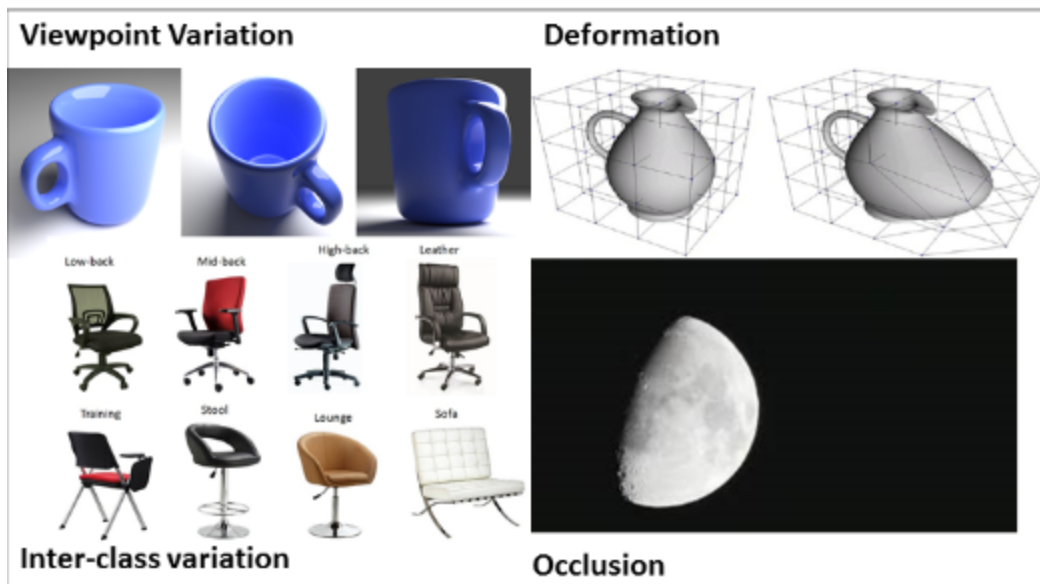 Viewpoint Variation
Deformation
Low-back
Mid-back
High-back
Leather
Training
Stool
Lounge
Sofa
Inter-class variation
Occlusion